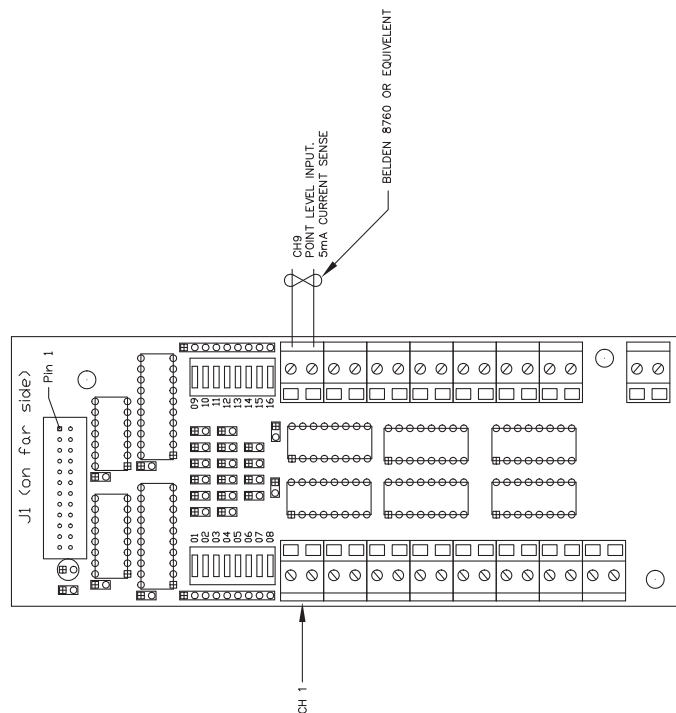 J1 (on far side)
Pin 1
09
10
11
12
13
14
15
16
01
02
03
04
05
06
07
08
CH9
POINT LEVEL INPUT.
5mA CURRENT SENSE
BELDEN 8760 OR EQUIVELENT
CH 1